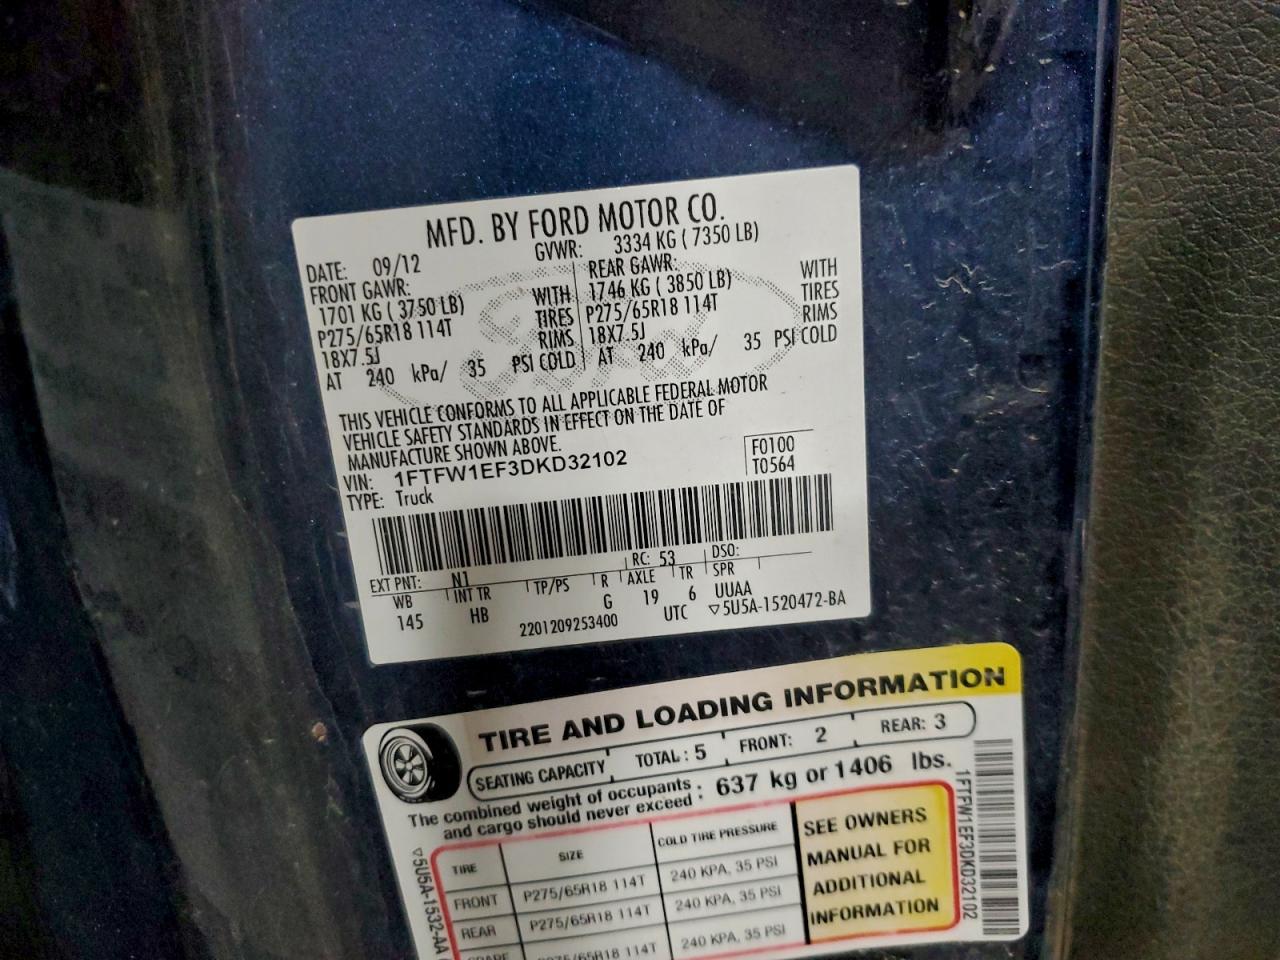 MFD. BY FORD MOTOR CO.
DATE: 09/12 GVWR: 3334 KG ( 7350 LB)
FRONT GAWR: REAR GAWR:
1701 KG ( 3750 LB) WITH 1746 KG ( 3850 LB) WITH
P275/65R18 114T TIRES P275/65R18 114T TIRES
18X7.5J RIMS 18X7.5J RIMS
AT 240 kPa/ 35 PSI COLD AT 240 kPa/ 35 PSI COLD
THIS VEHICLE CONFORMS TO ALL APPLICABLE FEDERAL MOTOR
VEHICLE SAFETY STANDARDS IN EFFECT ON THE DATE OF
MANUFACTURE SHOWN ABOVE.
VIN: 1FTFW1EF3DKD32102 F0100
TYPE: Truck T0564
EXT PNT: N1 RC: 53 DSO:
WB INT TR TP/PS R AXLE TR SPR
145 HB G 19 6 UUAA
2201209253400 UTC ▽5U5A-1520472-BA
TIRE AND LOADING INFORMATION
SEATING CAPACITY TOTAL: 5 FRONT: 2 REAR: 3
The combined weight of occupants
and cargo should never exceed : 637 kg or 1406 lbs.
TIRE SIZE COLD TIRE PRESSURE
FRONT P275/65R18 114T 240 KPA, 35 PSI
REAR P275/65R18 114T 240 KPA, 35 PSI
SPARE P275/65R18 114T 240 KPA, 35 PSI
SEE OWNERS
MANUAL FOR
ADDITIONAL
INFORMATION
▽5U5A-1532-AA
1FTFW1EF3DKD32102